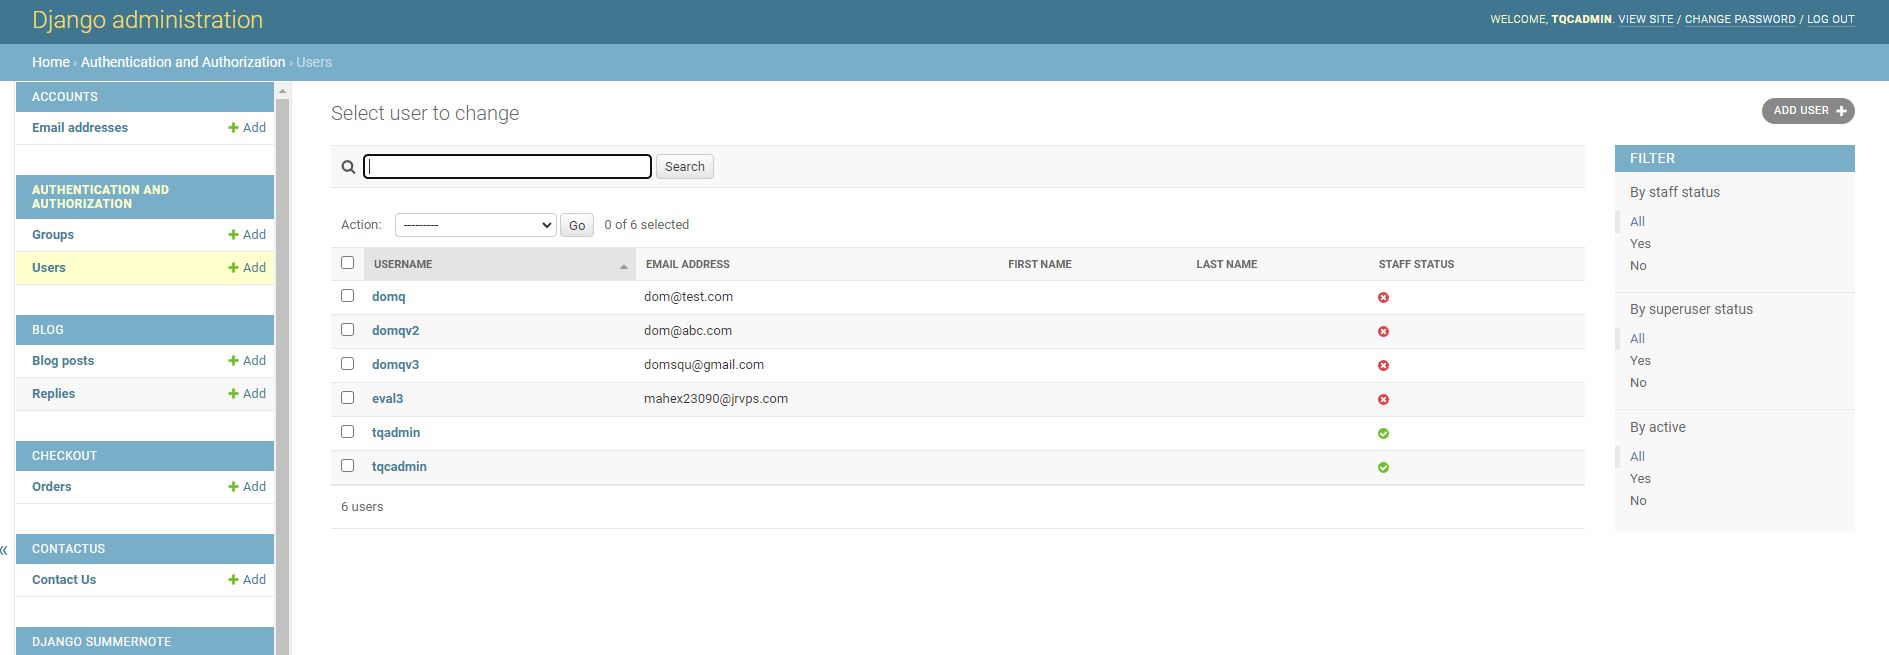 Django administration
WELCOME, TQCADMIN. VIEW SITE / CHANGE PASSWORD / LOG OUT
Home › Authentication and Authorization › Users
ACCOUNTS
Email addresses + Add
AUTHENTICATION AND
AUTHORIZATION
Groups + Add
Users + Add
BLOG
Blog posts + Add
Replies + Add
CHECKOUT
Orders + Add
«
CONTACTUS
Contact Us + Add
DJANGO SUMMERNOTE
Select user to change
ADD USER +
Search
Action: --------- Go 0 of 6 selected
USERNAME EMAIL ADDRESS FIRST NAME LAST NAME STAFF STATUS
domq dom@test.com
domqv2 dom@abc.com
domqv3 domsqu@gmail.com
eval3 mahex23090@jrvps.com
tqadmin
tqcadmin
6 users
FILTER
By staff status
All
Yes
No
By superuser status
All
Yes
No
By active
All
Yes
No